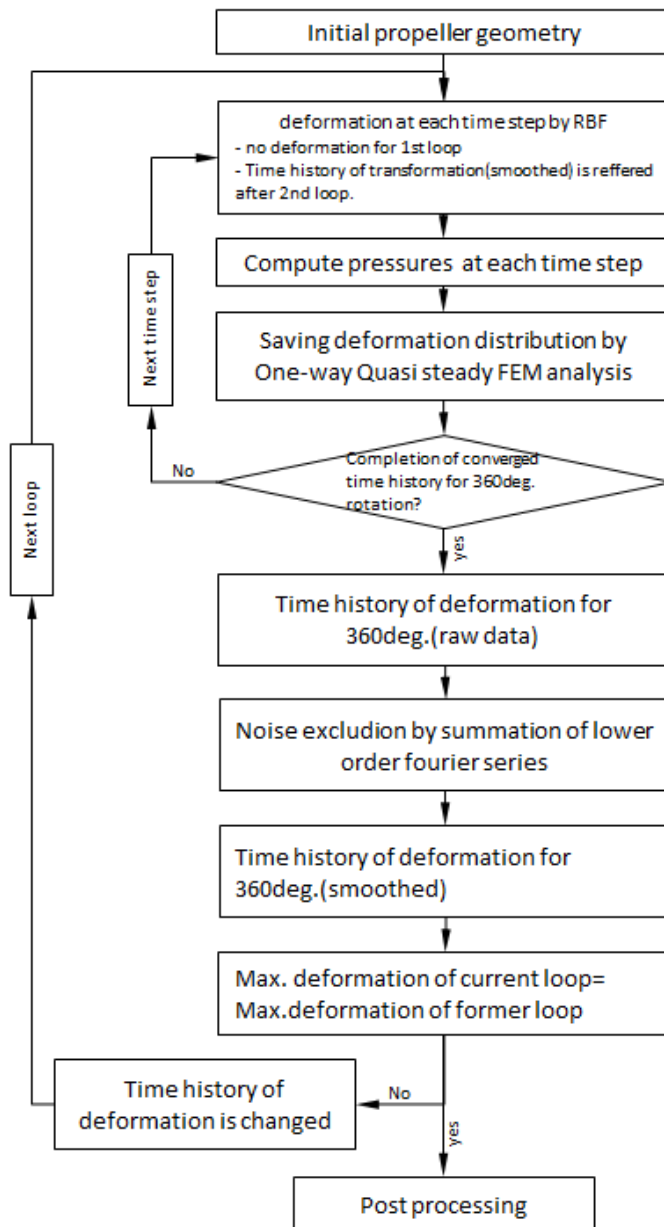 Initial propeller geometry
deformation at each time step by RBF
- no deformation for 1st loop
- Time history of transformation(smoothed) is reffered
after 2nd loop.
Compute pressures at each time step
Next time step
Saving deformation distribution by
One-way Quasi steady FEM analysis
Completion of converged
time history for 360deg.
rotation?
No
yes
Next loop
Time history of deformation for
360deg.(raw data)
Noise excludion by summation of lower
order fourier series
Time history of deformation for
360deg.(smoothed)
Max. deformation of current loop=
Max.deformation of former loop
No
Time history of
deformation is changed
yes
Post processing